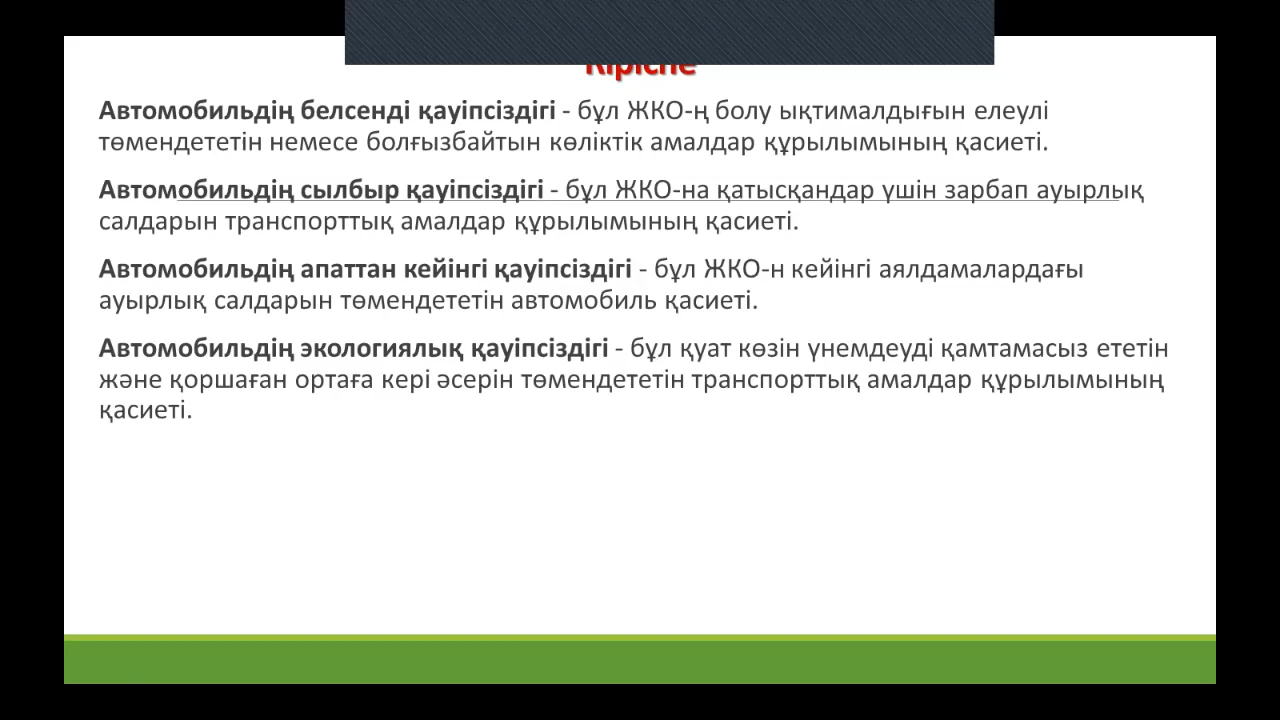 Кіріспе
Автомобильдің белсенді қауіпсіздігі - бұл ЖКО-ң болу ықтималдығын елеулі
төмендететін немесе болғызбайтын көліктік амалдар құрылымының қасиеті.
Автомобильдің сылбыр қауіпсіздігі - бұл ЖКО-на қатысқандар үшін зарбап ауырлық
салдарын транспорттық амалдар құрылымының қасиеті.
Автомобильдің апаттан кейінгі қауіпсіздігі - бұл ЖКО-н кейінгі аялдамалардағы
ауырлық салдарын төмендететін автомобиль қасиеті.
Автомобильдің экологиялық қауіпсіздігі - бұл қуат көзін үнемдеуді қамтамасыз ететін
және қоршаған ортаға кері әсерін төмендететін транспорттық амалдар құрылымының
қасиеті.